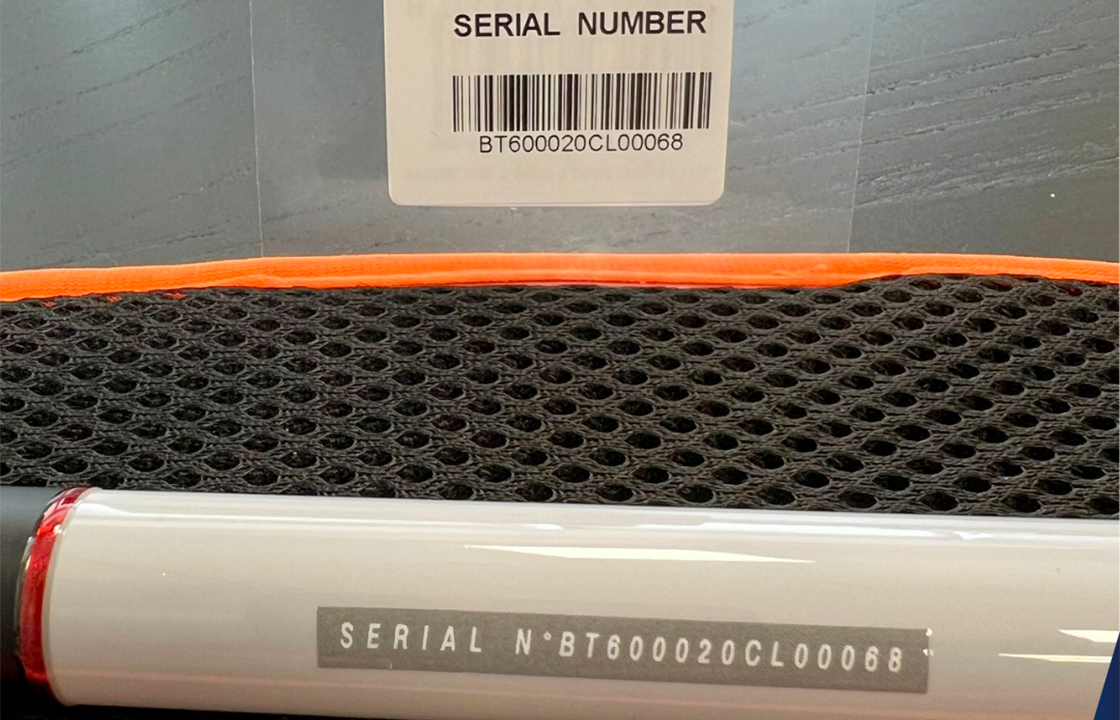 SERIAL NUMBER
BT600020CL00068
SERIAL N°BT600020CL00068